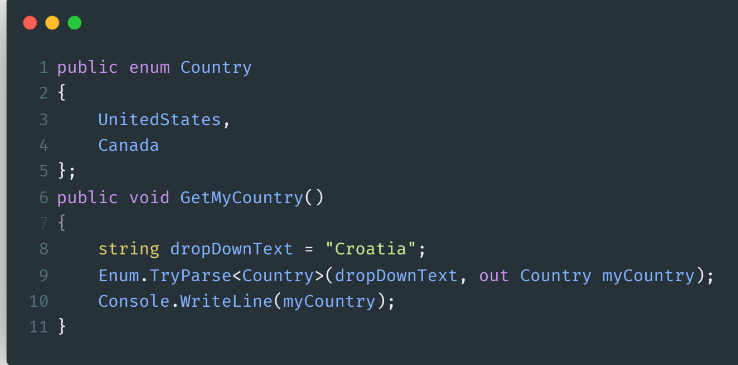 1 public enum Country
2 {
3     UnitedStates,
4     Canada
5 };
6 public void GetMyCountry()
7 {
8     string dropDownText = "Croatia";
9     Enum.TryParse<Country>(dropDownText, out Country myCountry);
10     Console.WriteLine(myCountry);
11 }